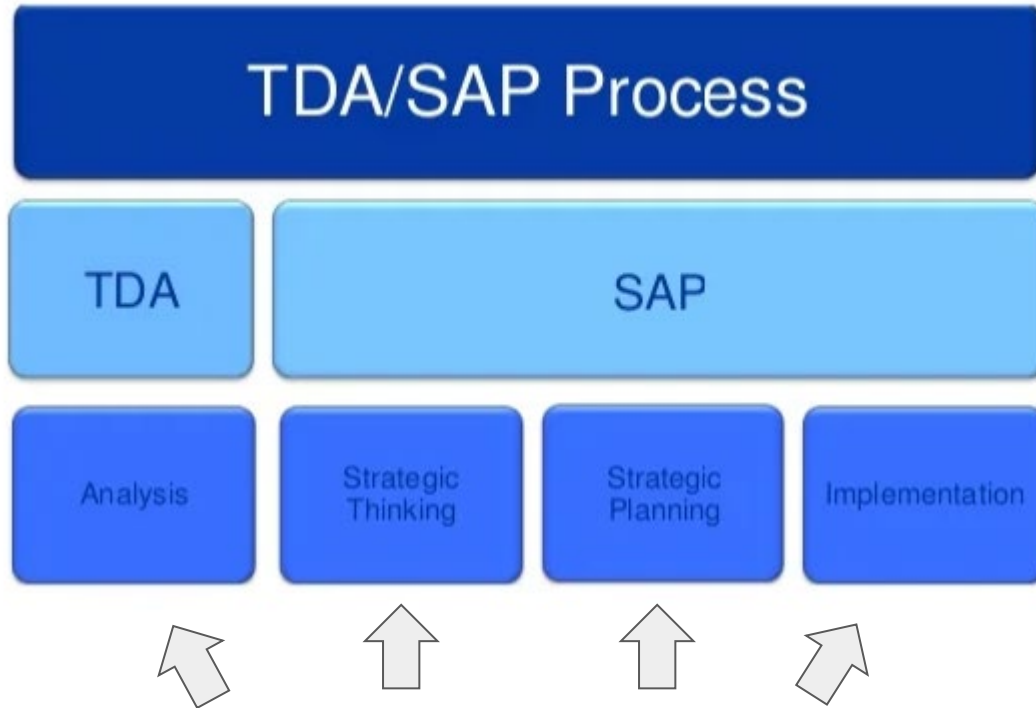 TDA/SAP Process
TDA
SAP
Analysis
Strategic
Thinking
Strategic
Planning
Implementation